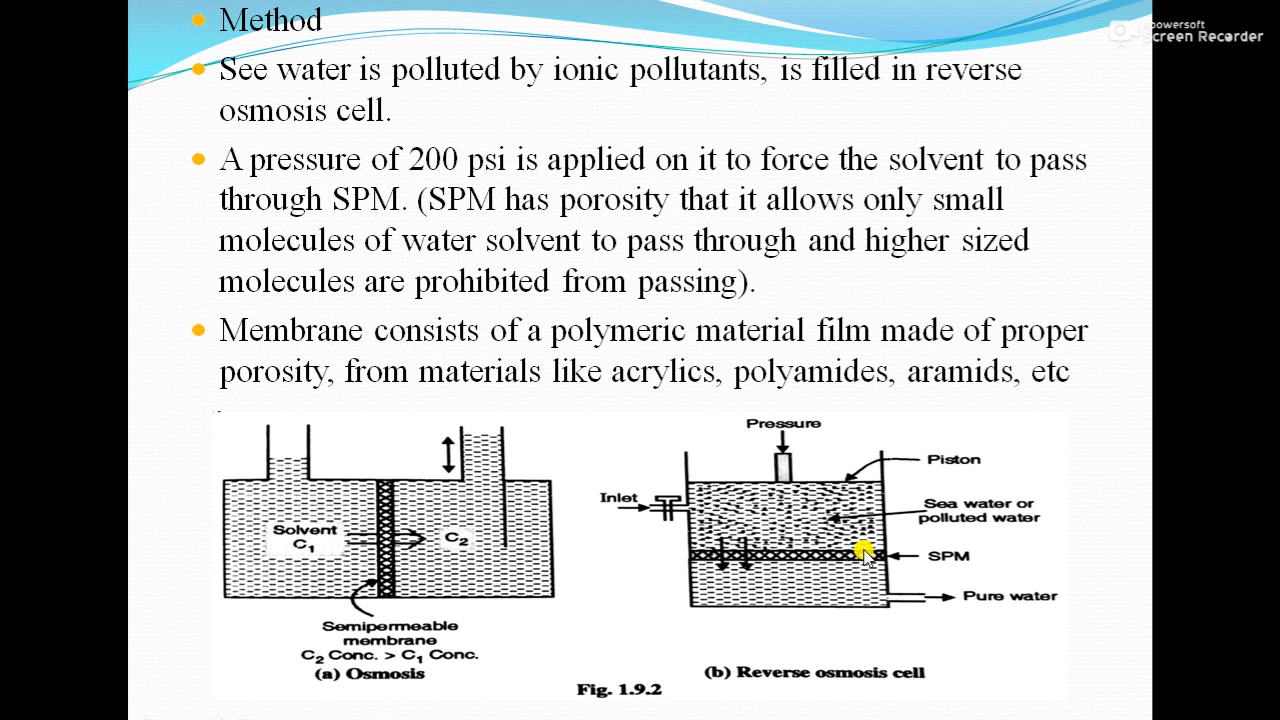 Method
powersoft
Screen Recorder
See water is polluted by ionic pollutants, is filled in reverse
osmosis cell.
A pressure of 200 psi is applied on it to force the solvent to pass
through SPM. (SPM has porosity that it allows only small
molecules of water solvent to pass through and higher sized
molecules are prohibited from passing).
Membrane consists of a polymeric material film made of proper
porosity, from materials like acrylics, polyamides, aramids, etc
Solvent
C₁
C₂
Semipermeable
membrane
C₂ Conc. > C₁ Conc.
(a) Osmosis
Pressure
Piston
Inlet
Sea water or
polluted water
SPM
Pure water
(b) Reverse osmosis cell
Fig. 1.9.2